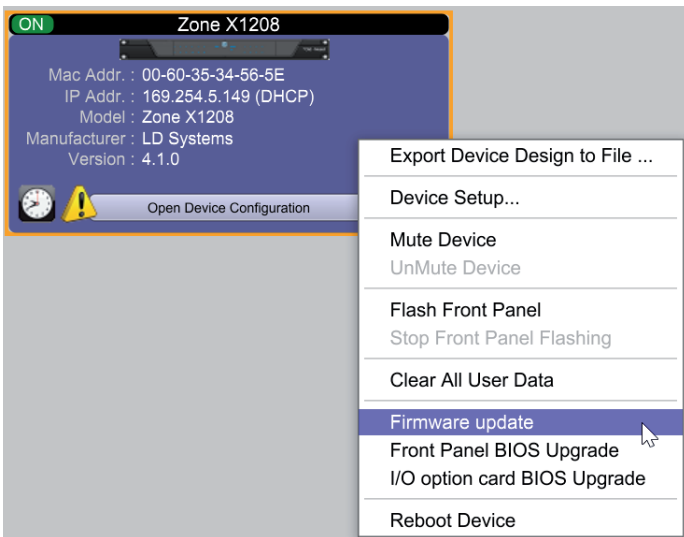 ON
Zone X1208
Mac Addr. : 00-60-35-34-56-5E
IP Addr. : 169.254.5.149 (DHCP)
Model : Zone X1208
Manufacturer : LD Systems
Version : 4.1.0
Open Device Configuration
Export Device Design to File ...
Device Setup...
Mute Device
UnMute Device
Flash Front Panel
Stop Front Panel Flashing
Clear All User Data
Firmware update
Front Panel BIOS Upgrade
I/O option card BIOS Upgrade
Reboot Device